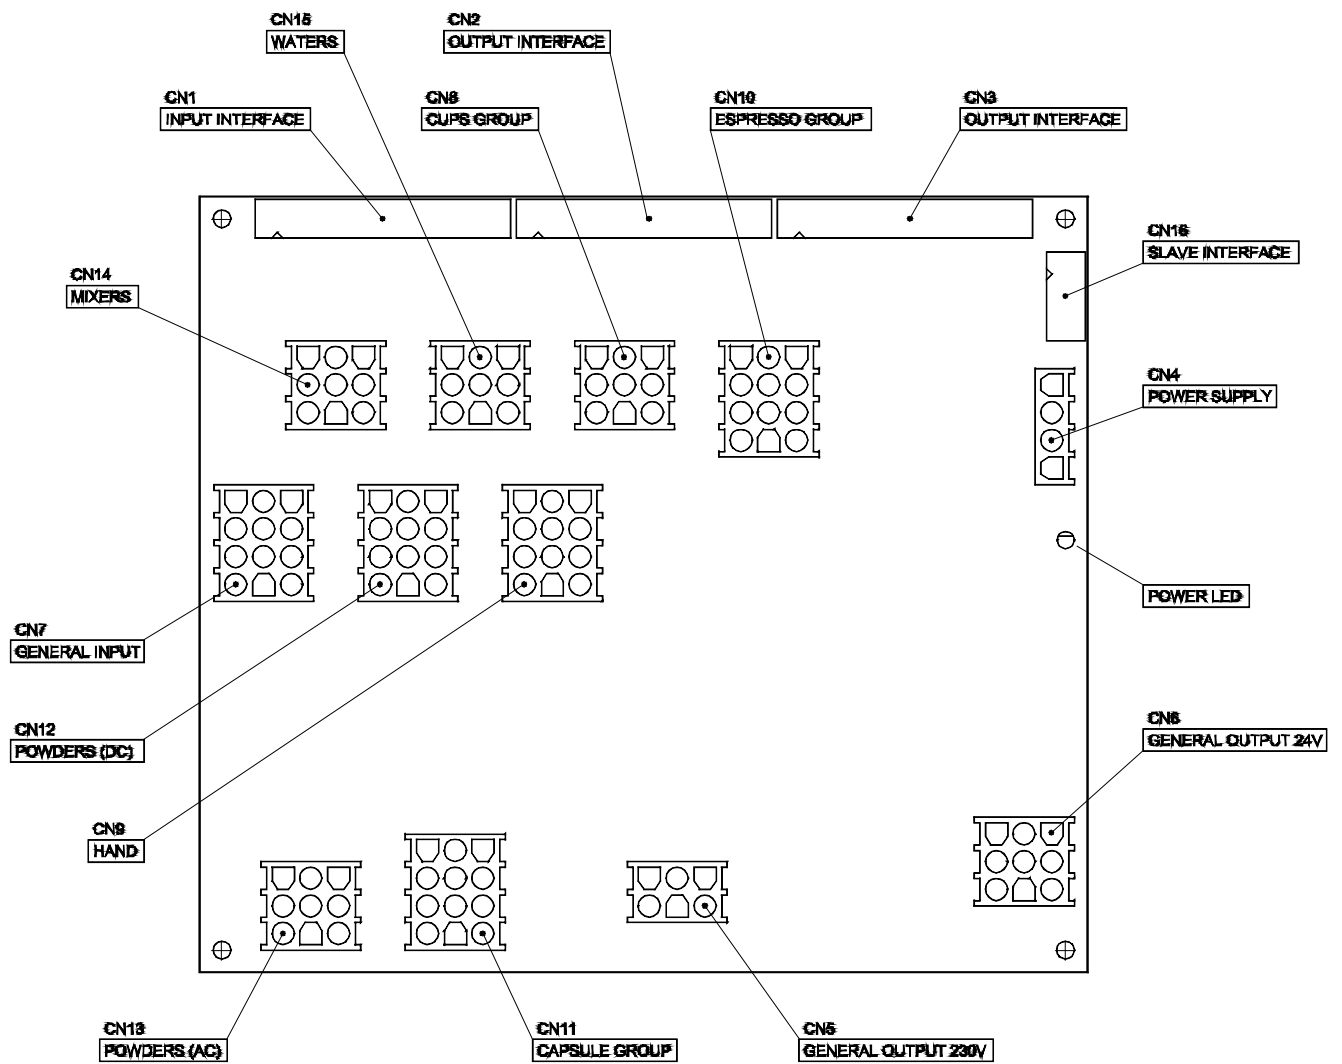 CN15
WATERS
CN2
OUTPUT INTERFACE
CN1
INPUT INTERFACE
CN8
CUPS GROUP
CN10
ESPRESSO GROUP
CN3
OUTPUT INTERFACE
CN16
SLAVE INTERFACE
CN14
MIXERS
CN4
POWER SUPPLY
POWER LED
CN7
GENERAL INPUT
CN12
POWDERS (DC)
CN6
GENERAL OUTPUT 24V
CN9
HAND
CN13
POWDERS (AC)
CN11
CAPSULE GROUP
CN5
GENERAL OUTPUT 230V